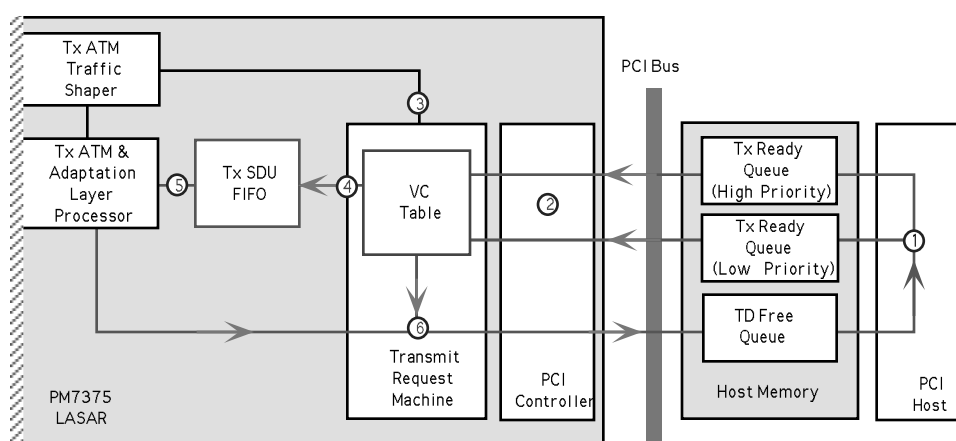 Tx ATM
Traffic
Shaper
Tx ATM &
Adaptation
Layer
Processor
5
Tx SDU
FIFO
3
4
VC
Table
6
Transmit
Request
Machine
2
PCI
Controller
PM7375
LASAR
PCI Bus
Tx Ready
Queue
(High Priority)
Tx Ready
Queue
(Low Priority)
TD Free
Queue
Host Memory
1
PCI
Host